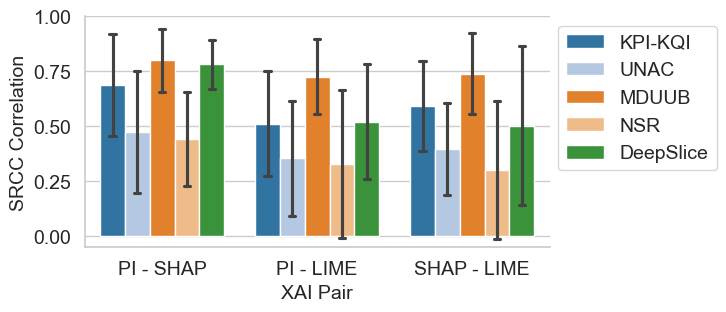 1.00
0.75
0.50
0.25
0.00
SRCC Correlation
PI - SHAP
PI - LIME
SHAP - LIME
XAI Pair
KPI-KQI
UNAC
MDUUB
NSR
DeepSlice